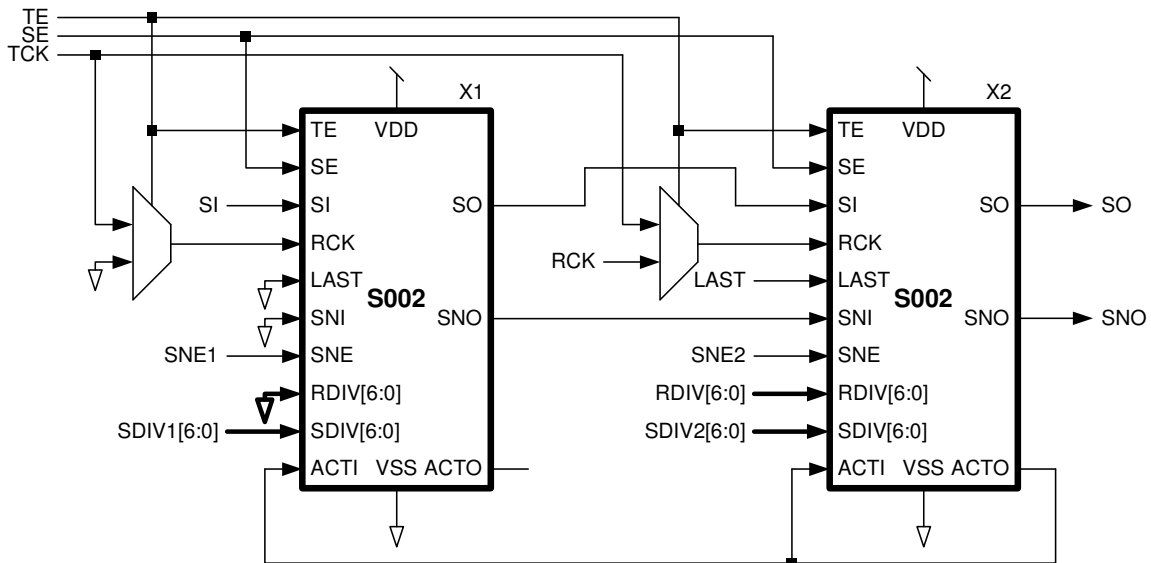 TE
SE
TCK
X1
X2
TE VDD
TE VDD
SE
SE
SI
SI
SO
SI
SO
SO
RCK
RCK
RCK
LAST
LAST
LAST
S002
S002
SNI
SNO
SNI
SNO
SNO
SNE1
SNE
SNE2
SNE
RDIV[6:0]
RDIV[6:0]
RDIV[6:0]
SDIV1[6:0]
SDIV[6:0]
SDIV2[6:0]
SDIV[6:0]
ACTI VSS ACTO
ACTI VSS ACTO